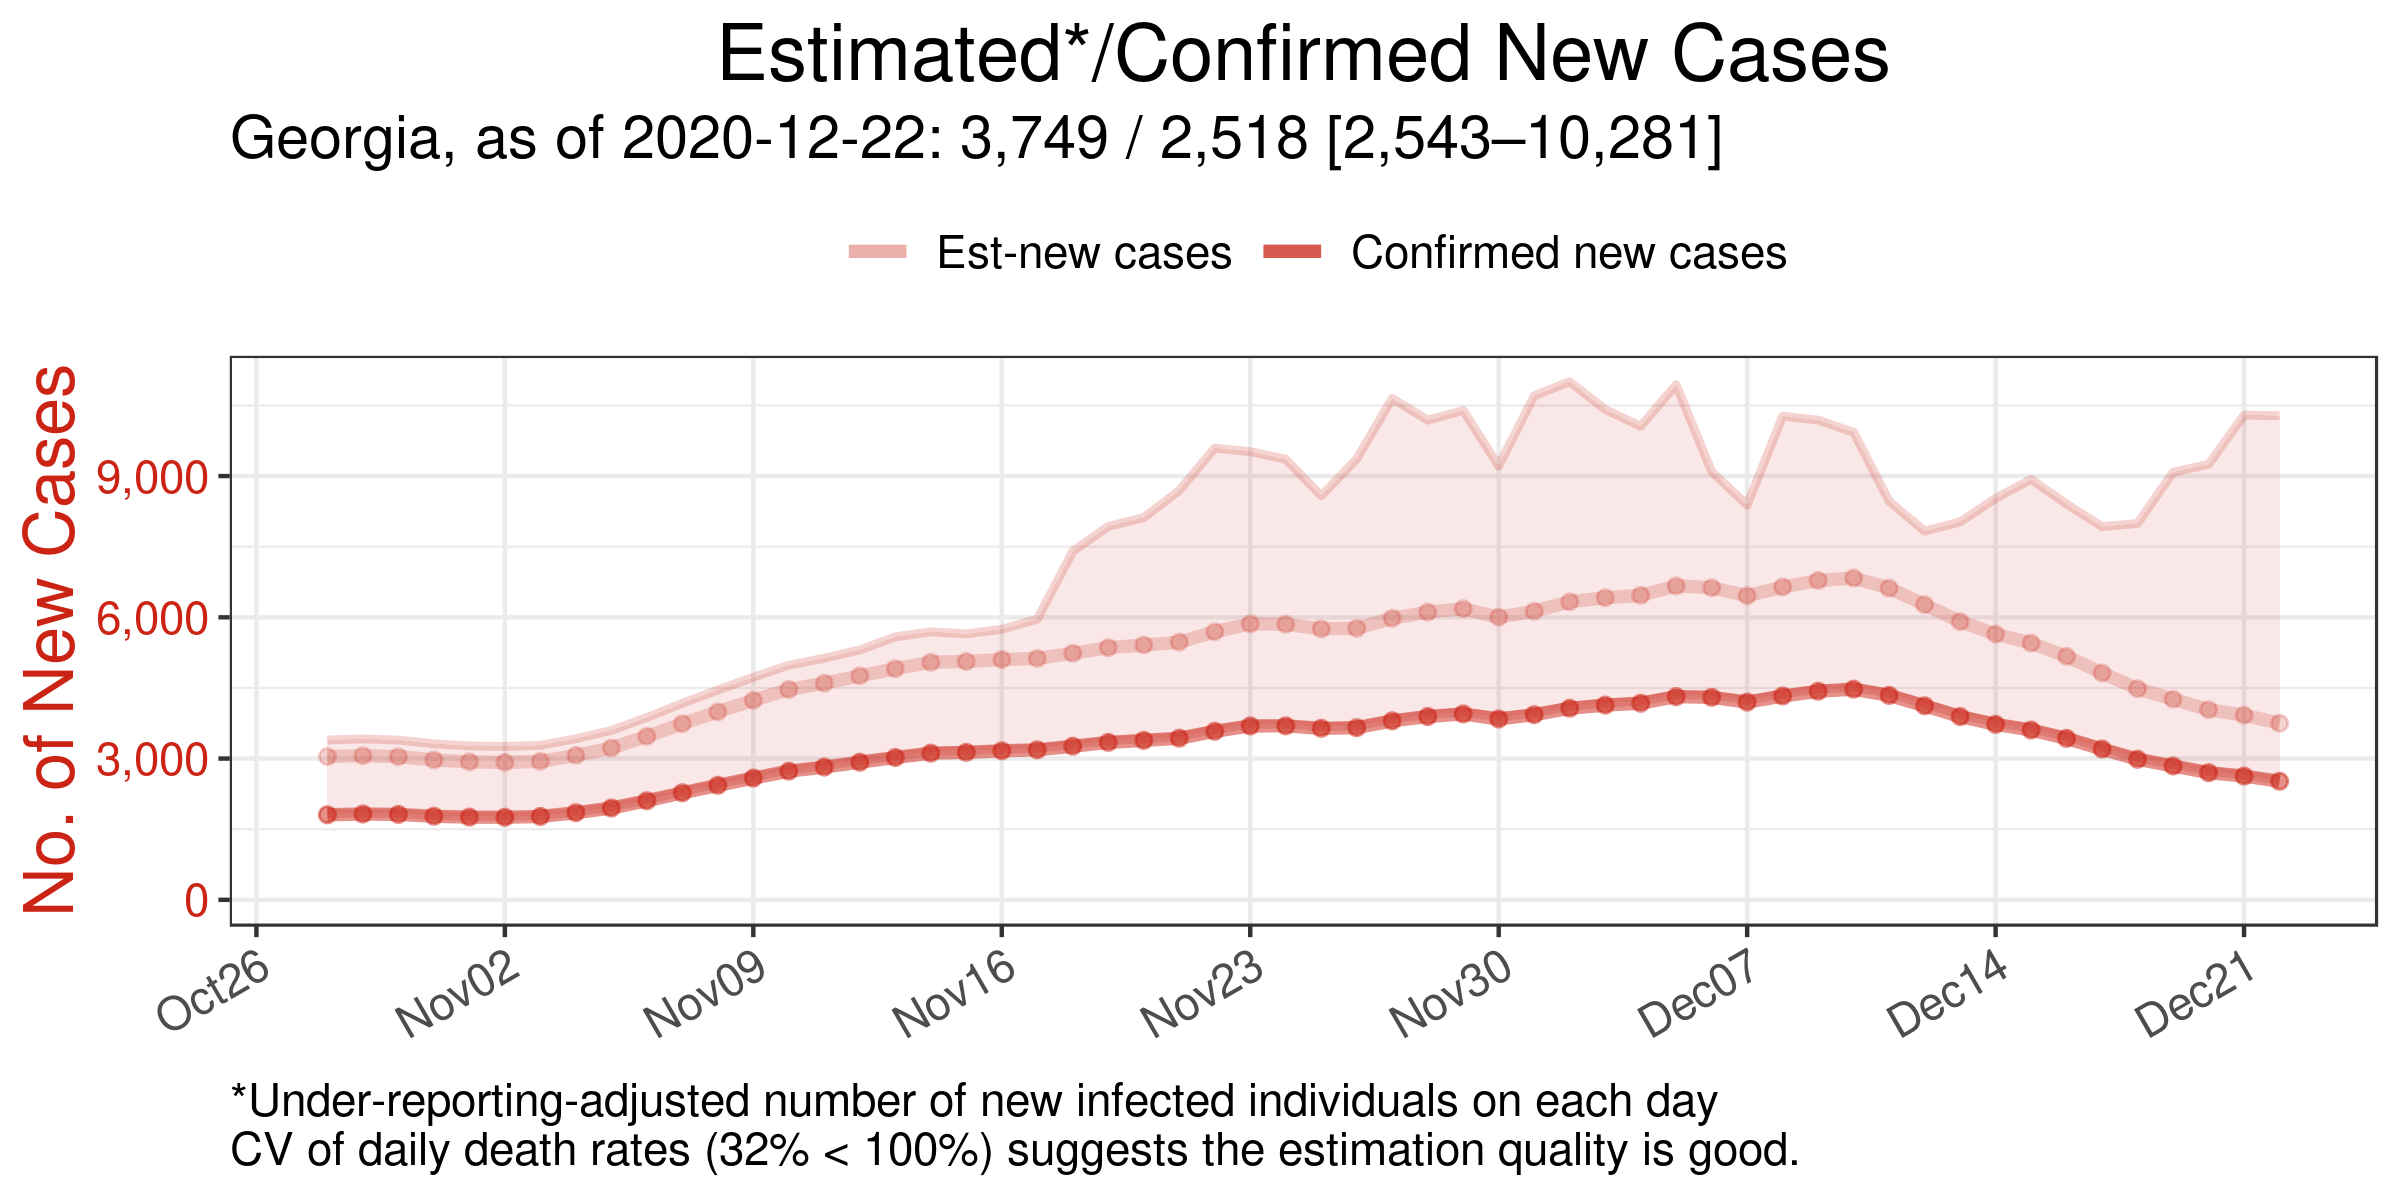 Estimated*/Confirmed New Cases
Georgia, as of 2020-12-22: 3,749 / 2,518 [2,543–10,281]
Est-new cases
Confirmed new cases
No. of New Cases
9,000
6,000
3,000
0
Oct26
Nov02
Nov09
Nov16
Nov23
Nov30
Dec07
Dec14
Dec21
*Under-reporting-adjusted number of new infected individuals on each day
CV of daily death rates (32% < 100%) suggests the estimation quality is good.